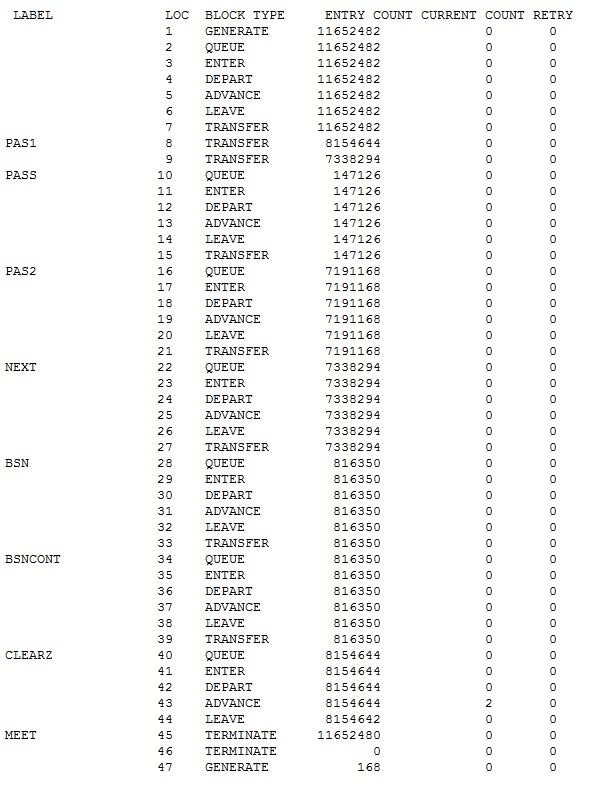 LABEL LOC BLOCK TYPE ENTRY COUNT CURRENT COUNT RETRY
1 GENERATE 11652482 0 0
2 QUEUE 11652482 0 0
3 ENTER 11652482 0 0
4 DEPART 11652482 0 0
5 ADVANCE 11652482 0 0
6 LEAVE 11652482 0 0
7 TRANSFER 11652482 0 0
PAS1 8 TRANSFER 8154644 0 0
9 TRANSFER 7338294 0 0
PASS 10 QUEUE 147126 0 0
11 ENTER 147126 0 0
12 DEPART 147126 0 0
13 ADVANCE 147126 0 0
14 LEAVE 147126 0 0
15 TRANSFER 147126 0 0
PAS2 16 QUEUE 7191168 0 0
17 ENTER 7191168 0 0
18 DEPART 7191168 0 0
19 ADVANCE 7191168 0 0
20 LEAVE 7191168 0 0
21 TRANSFER 7191168 0 0
NEXT 22 QUEUE 7338294 0 0
23 ENTER 7338294 0 0
24 DEPART 7338294 0 0
25 ADVANCE 7338294 0 0
26 LEAVE 7338294 0 0
27 TRANSFER 7338294 0 0
BSN 28 QUEUE 816350 0 0
29 ENTER 816350 0 0
30 DEPART 816350 0 0
31 ADVANCE 816350 0 0
32 LEAVE 816350 0 0
33 TRANSFER 816350 0 0
BSNCONT 34 QUEUE 816350 0 0
35 ENTER 816350 0 0
36 DEPART 816350 0 0
37 ADVANCE 816350 0 0
38 LEAVE 816350 0 0
39 TRANSFER 816350 0 0
CLEARZ 40 QUEUE 8154644 0 0
41 ENTER 8154644 0 0
42 DEPART 8154644 0 0
43 ADVANCE 8154644 2 0
44 LEAVE 8154642 0 0
MEET 45 TERMINATE 11652480 0 0
46 TERMINATE 0 0 0
47 GENERATE 168 0 0